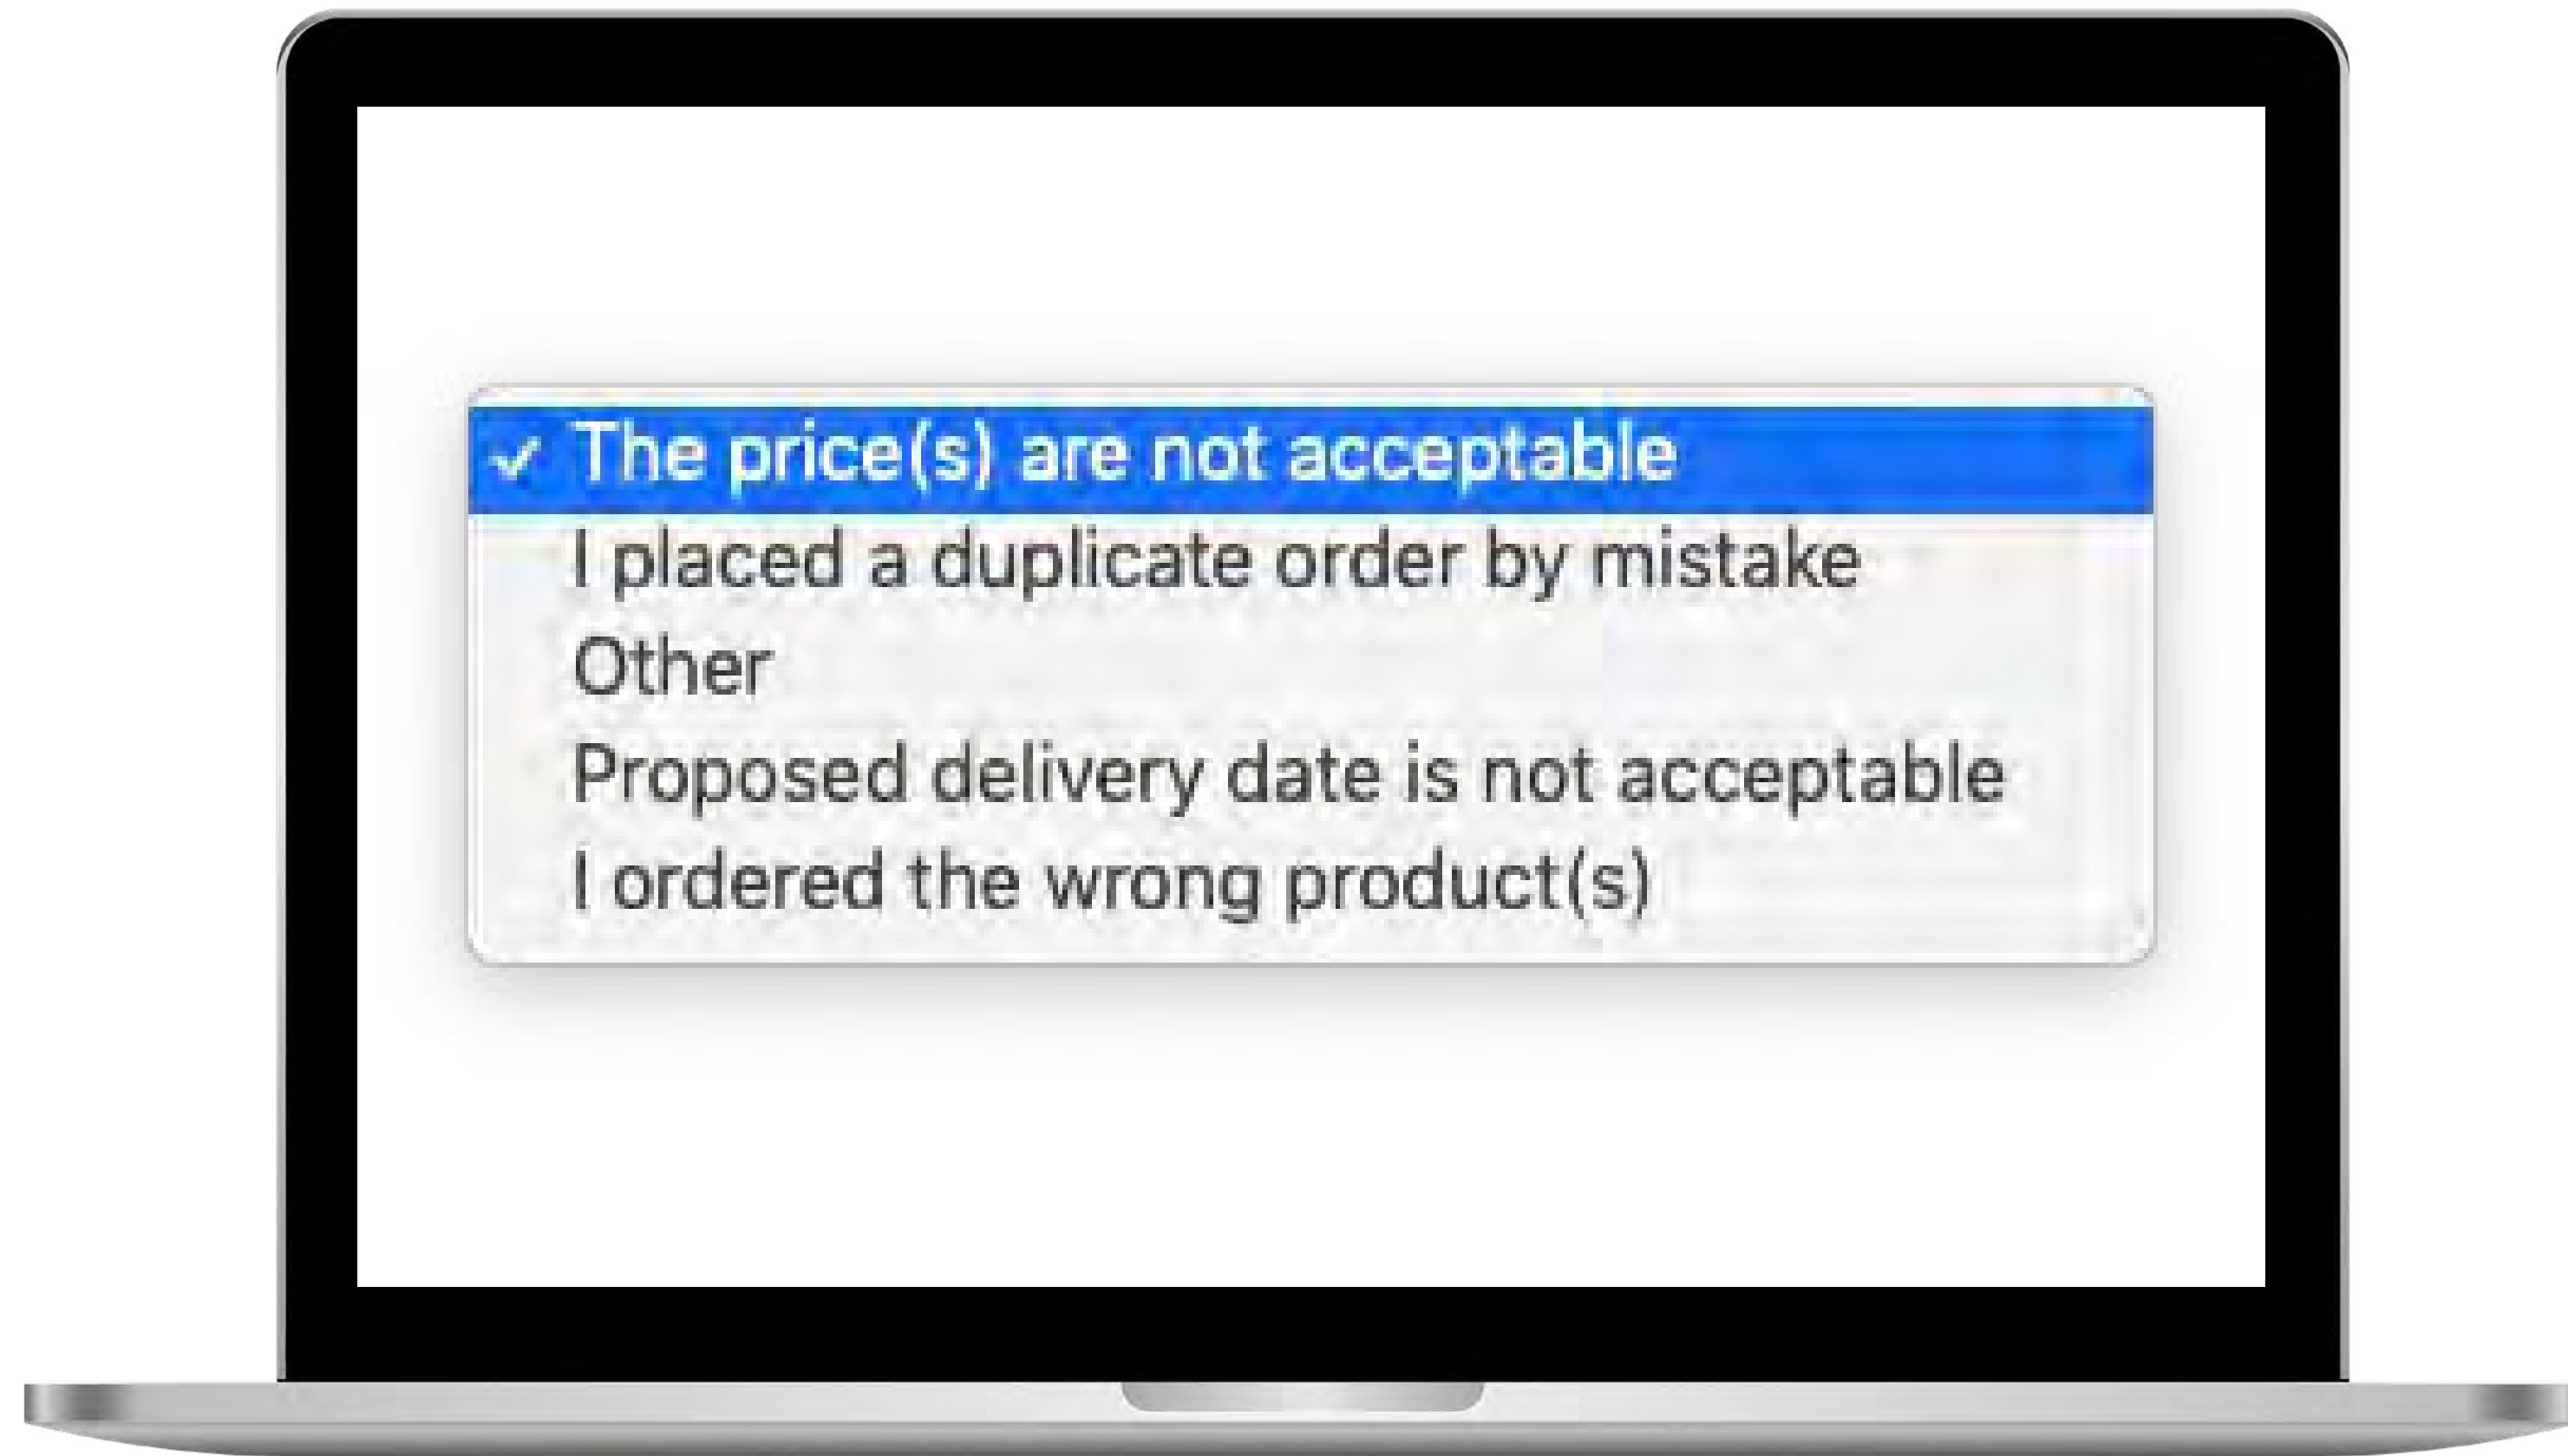 ✓ The price(s) are not acceptable
I placed a duplicate order by mistake
Other
Proposed delivery date is not acceptable
I ordered the wrong product(s)